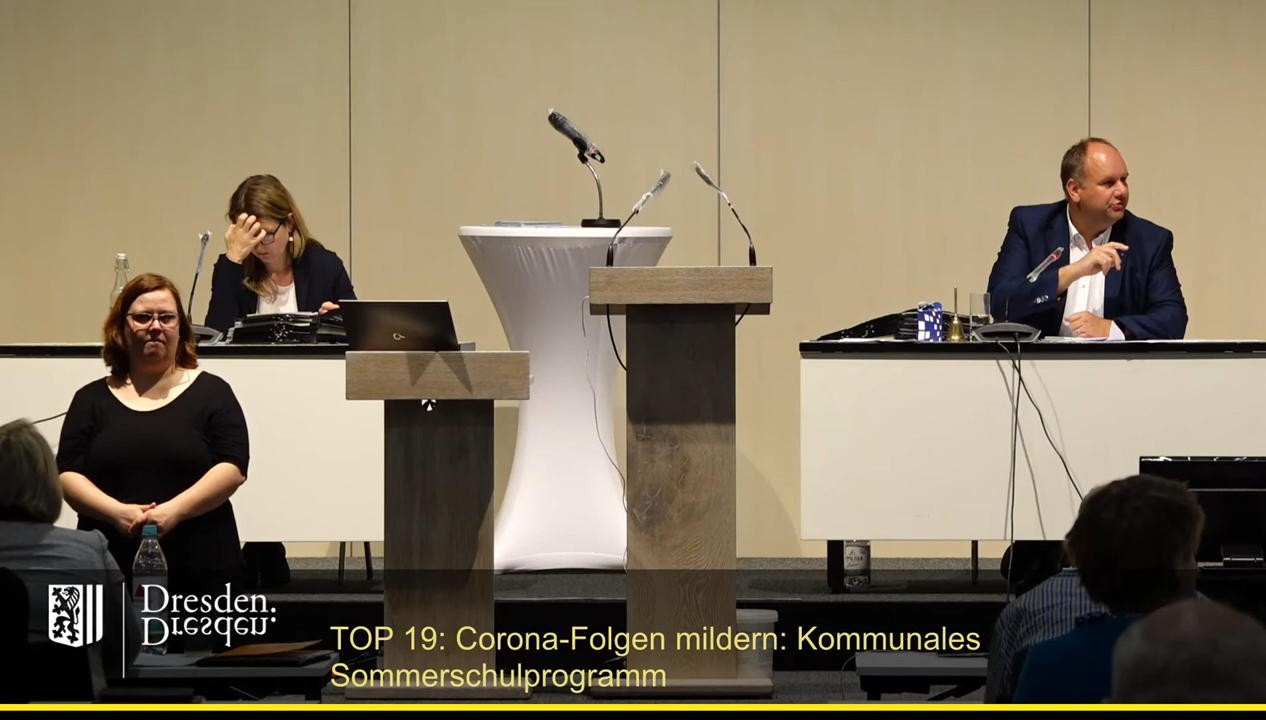 Dresden.
Dresden.
TOP 19: Corona-Folgen mildern: Kommunales
Sommerschulprogramm